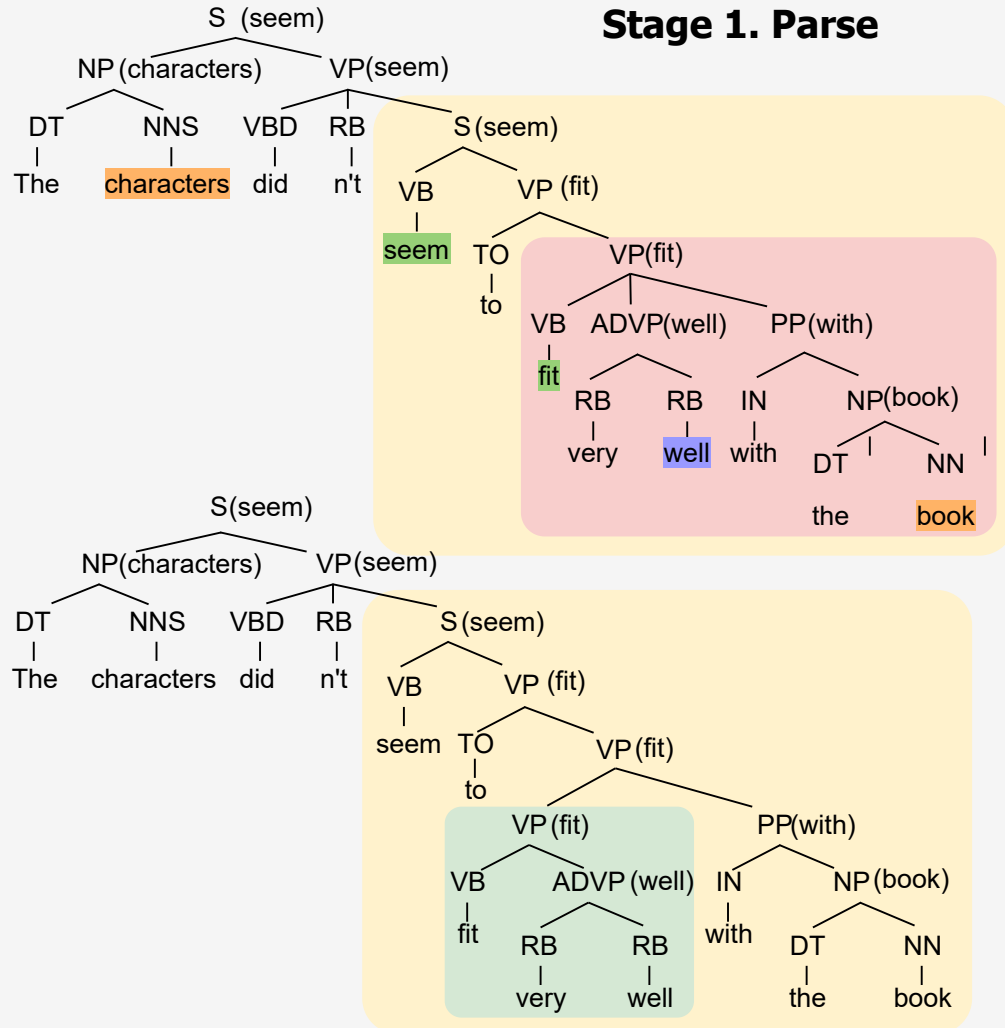 S (seem)
Stage 1. Parse
NP (characters) VP (seem)
DT NNS VBD RB S (seem)
The characters did n't
VB VP (fit)
seem TO VP (fit)
to
VB ADVP (well) PP (with)
fit
RB RB IN NP (book)
very well with
DT NN
the book
S (seem)
NP (characters) VP (seem)
DT NNS VBD RB S (seem)
The characters did n't
VB VP (fit)
seem TO VP (fit)
to
VP (fit) PP (with)
VB ADVP (well) IN NP (book)
fit with
RB RB DT NN
very well the book